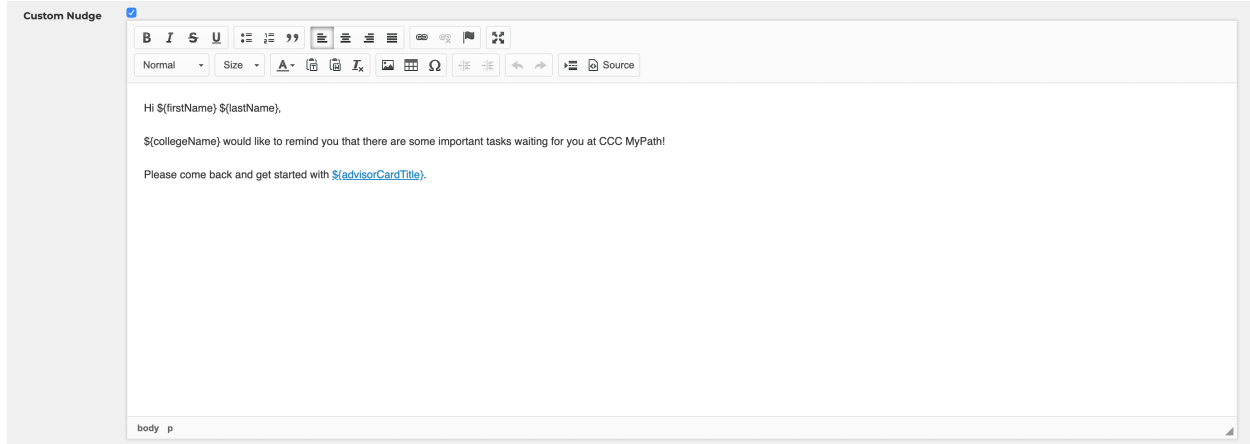 Custom Nudge
B I S U
Normal Size A Ω Source
Hi ${firstName} ${lastName},
${collegeName} would like to remind you that there are some important tasks waiting for you at CCC MyPath!
Please come back and get started with ${advisorCardTitle}.
body p